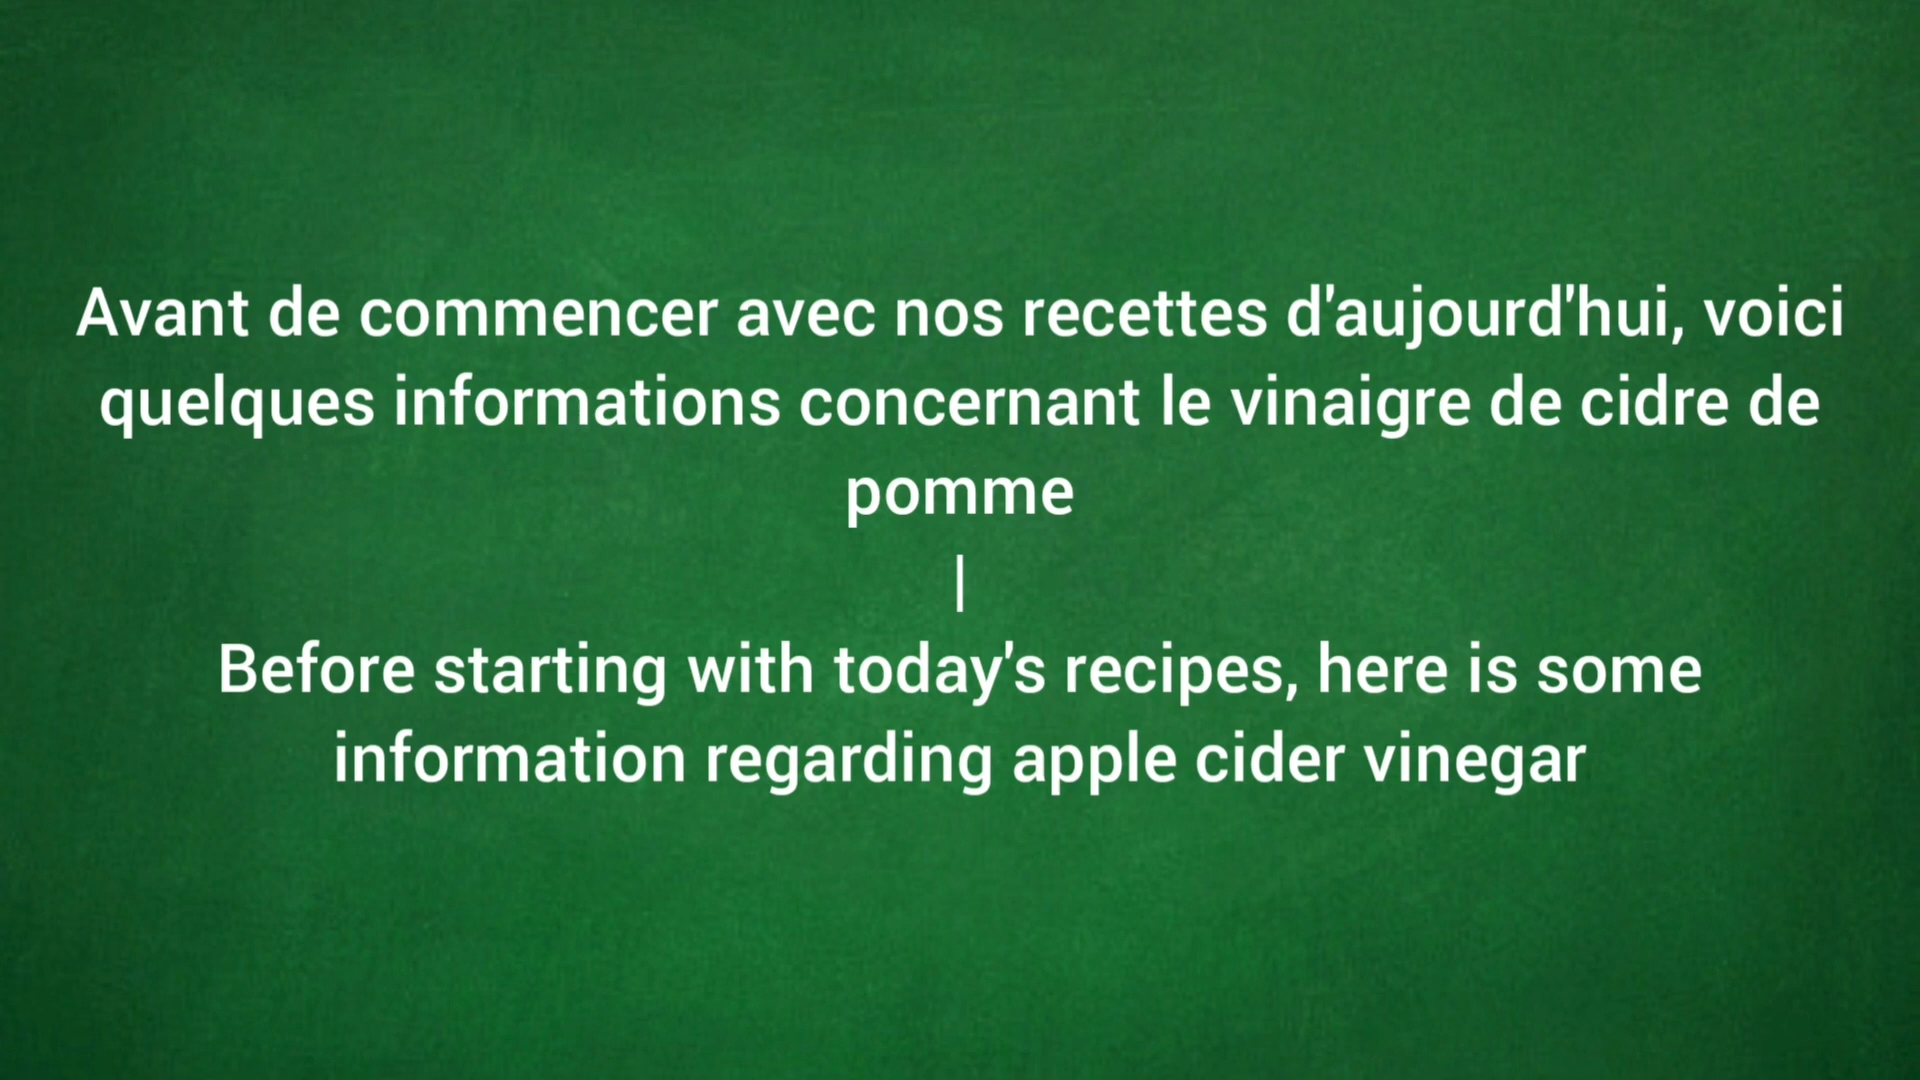 Avant de commencer avec nos recettes d'aujourd'hui, voici
quelques informations concernant le vinaigre de cidre de
pomme
|
Before starting with today's recipes, here is some
information regarding apple cider vinegar